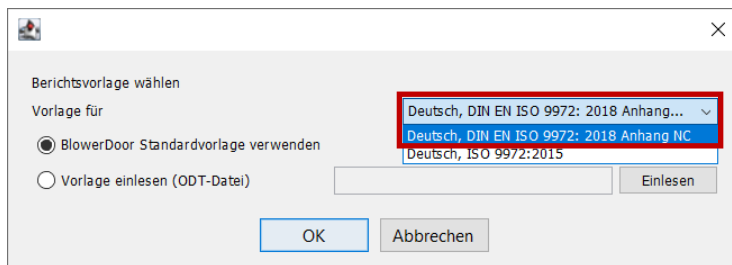 Berichtsvorlage wählen
Vorlage für
Deutsch, DIN EN ISO 9972: 2018 Anhang...
Deutsch, DIN EN ISO 9972: 2018 Anhang NC
BlowerDoor Standardvorlage verwenden
Deutsch, ISO 9972:2015
Vorlage einlesen (ODT-Datei)
Einlesen
OK
Abbrechen